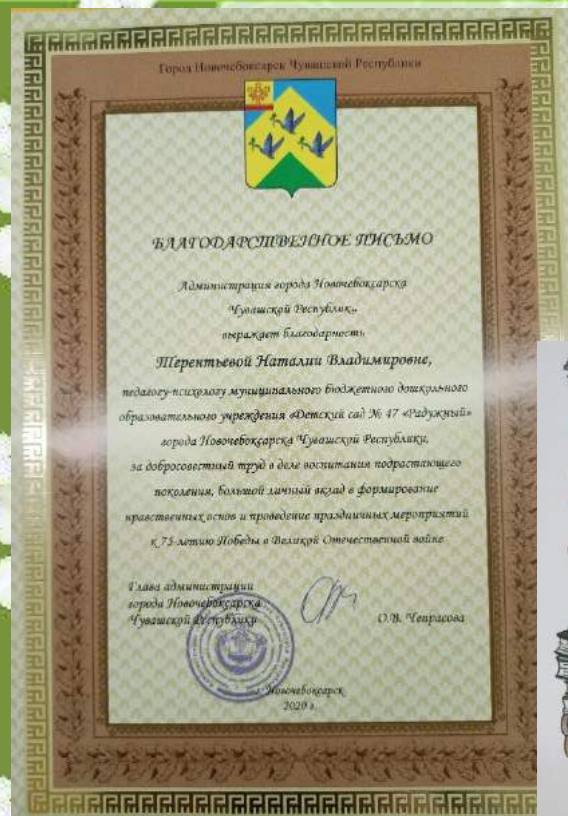 Город Новочебоксарск Чувашской Республики
БЛАГОДАРСТВЕННОЕ ПИСЬМО
Администрация города Новочебоксарска
Чувашской Республики
выражает благодарность
Терентьевой Наталии Владимировне,
педагогу-психологу муниципального бюджетного дошкольного
образовательного учреждения «Детский сад № 47 «Радужный»
города Новочебоксарска Чувашской Республики,
за добросовестный труд в деле воспитания подрастающего
поколения, большой личный вклад в формирование
нравственных основ и проведение праздничных мероприятий
к 75-летию Победы в Великой Отечественной войне
Глава администрации
города Новочебоксарска
Чувашской Республики О.В. Чепрасова
г. Новочебоксарск
2020 г.